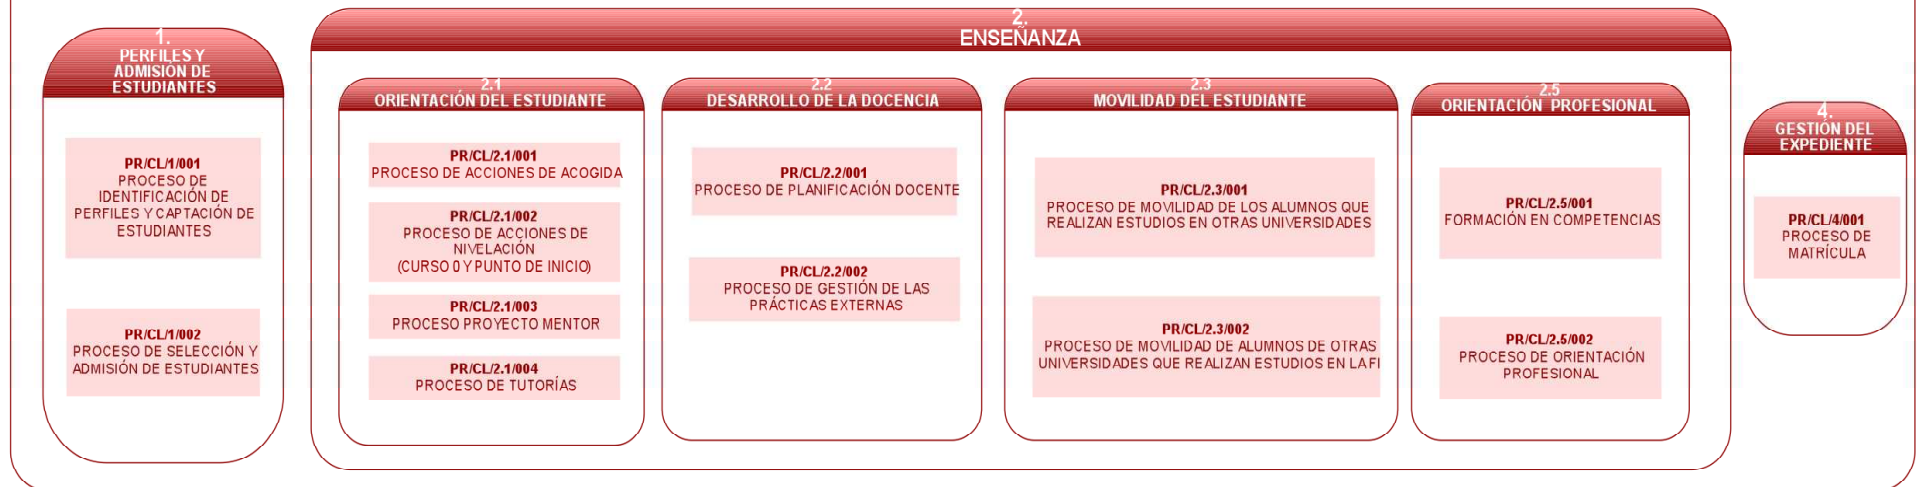 1.
PERFILES Y
ADMISIÓN DE
ESTUDIANTES
PR/CL/1/001
PROCESO DE
IDENTIFICACIÓN DE
PERFILES Y CAPTACIÓN DE
ESTUDIANTES
PR/CL/1/002
PROCESO DE SELECCIÓN Y
ADMISIÓN DE ESTUDIANTES
2.
ENSEÑANZA
2.1
ORIENTACIÓN DEL ESTUDIANTE
PR/CL/2.1/001
PROCESO DE ACCIONES DE ACOGIDA
PR/CL/2.1/002
PROCESO DE ACCIONES DE
NIVELACIÓN
(CURSO 0 Y PUNTO DE INICIO)
PR/CL/2.1/003
PROCESO PROYECTO MENTOR
PR/CL/2.1/004
PROCESO DE TUTORÍAS
2.2
DESARROLLO DE LA DOCENCIA
PR/CL/2.2/001
PROCESO DE PLANIFICACIÓN DOCENTE
PR/CL/2.2/002
PROCESO DE GESTIÓN DE LAS
PRÁCTICAS EXTERNAS
2.3
MOVILIDAD DEL ESTUDIANTE
PR/CL/2.3/001
PROCESO DE MOVILIDAD DE LOS ALUMNOS QUE
REALIZAN ESTUDIOS EN OTRAS UNIVERSIDADES
PR/CL/2.3/002
PROCESO DE MOVILIDAD DE ALUMNOS DE OTRAS
UNIVERSIDADES QUE REALIZAN ESTUDIOS EN LA FI
2.5
ORIENTACIÓN PROFESIONAL
PR/CL/2.5/001
FORMACIÓN EN COMPETENCIAS
PR/CL/2.5/002
PROCESO DE ORIENTACIÓN
PROFESIONAL
4.
GESTIÓN DEL
EXPEDIENTE
PR/CL/4/001
PROCESO DE
MATRÍCULA